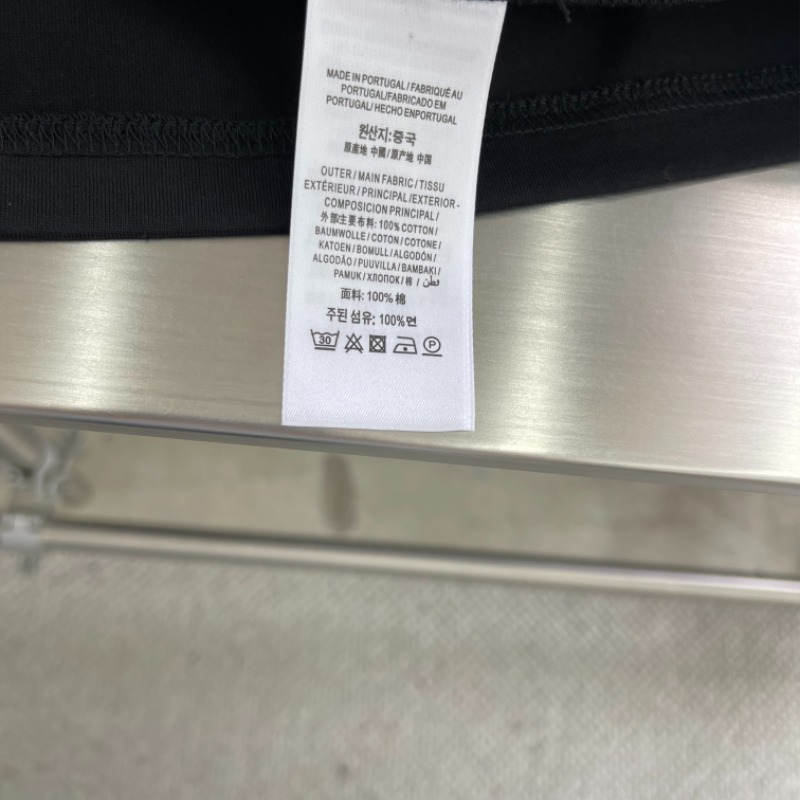 MADE IN PORTUGAL / FABRIQUÉ AU
PORTUGAL/FABRICADO EM
PORTUGAL/ HECHO ENPORTUGAL
원산지:중국
原産地 中國/原产地 中国
OUTER / MAIN FABRIC / TISSU
EXTÉRIEUR / PRINCIPAL /EXTERIOR-
COMPOSICION PRINCIPAL /
外部主要布料: 100% COTTON /
BAUMWOLLE / COTON / COTONE /
KATOEN / BOMULL / ALGODÓN /
ALGODÃO / PUUVILLA / BAMBAKI /
PAMUK / ХЛОПОК / 棉 / قطن
面料: 100% 棉
주된 섬유: 100%면
30 P